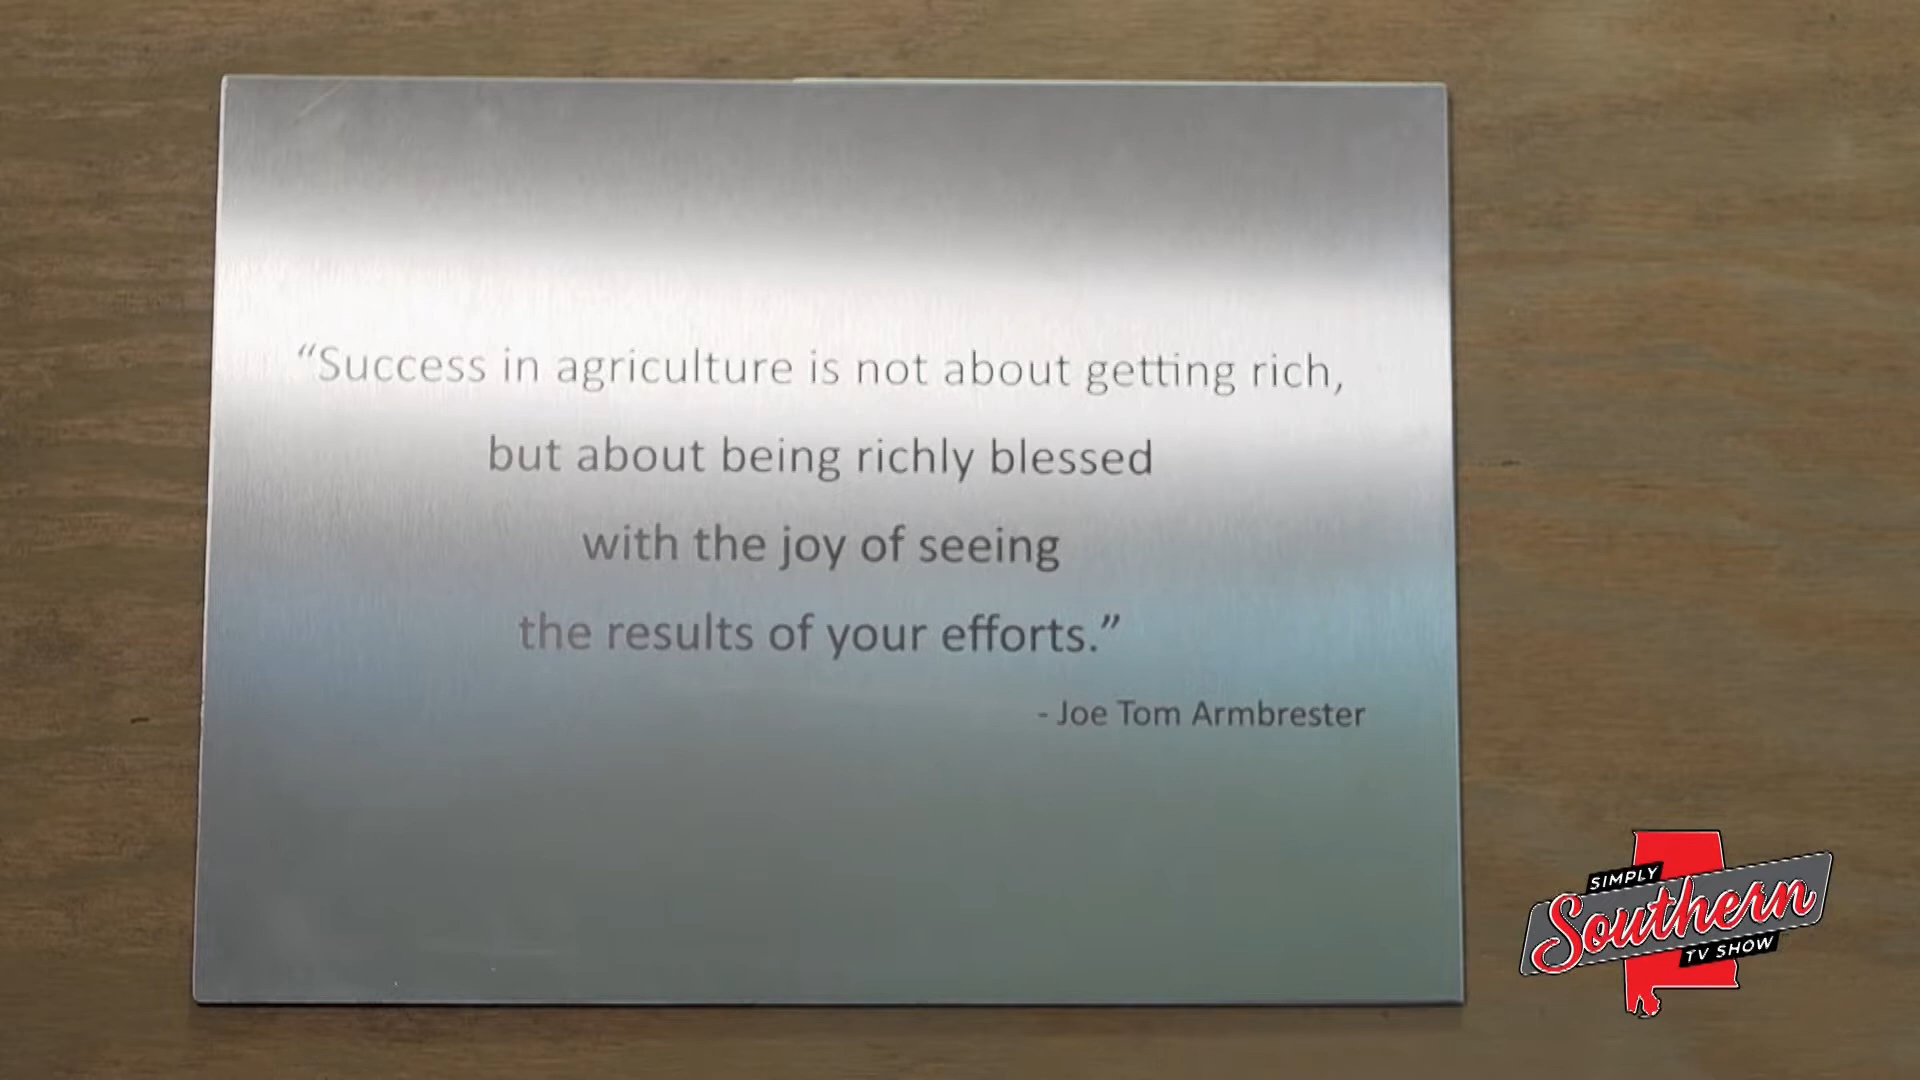 “Success in agriculture is not about getting rich,
but about being richly blessed
with the joy of seeing
the results of your efforts.”
- Joe Tom Armbrester
SIMPLY
Southern
TV SHOW